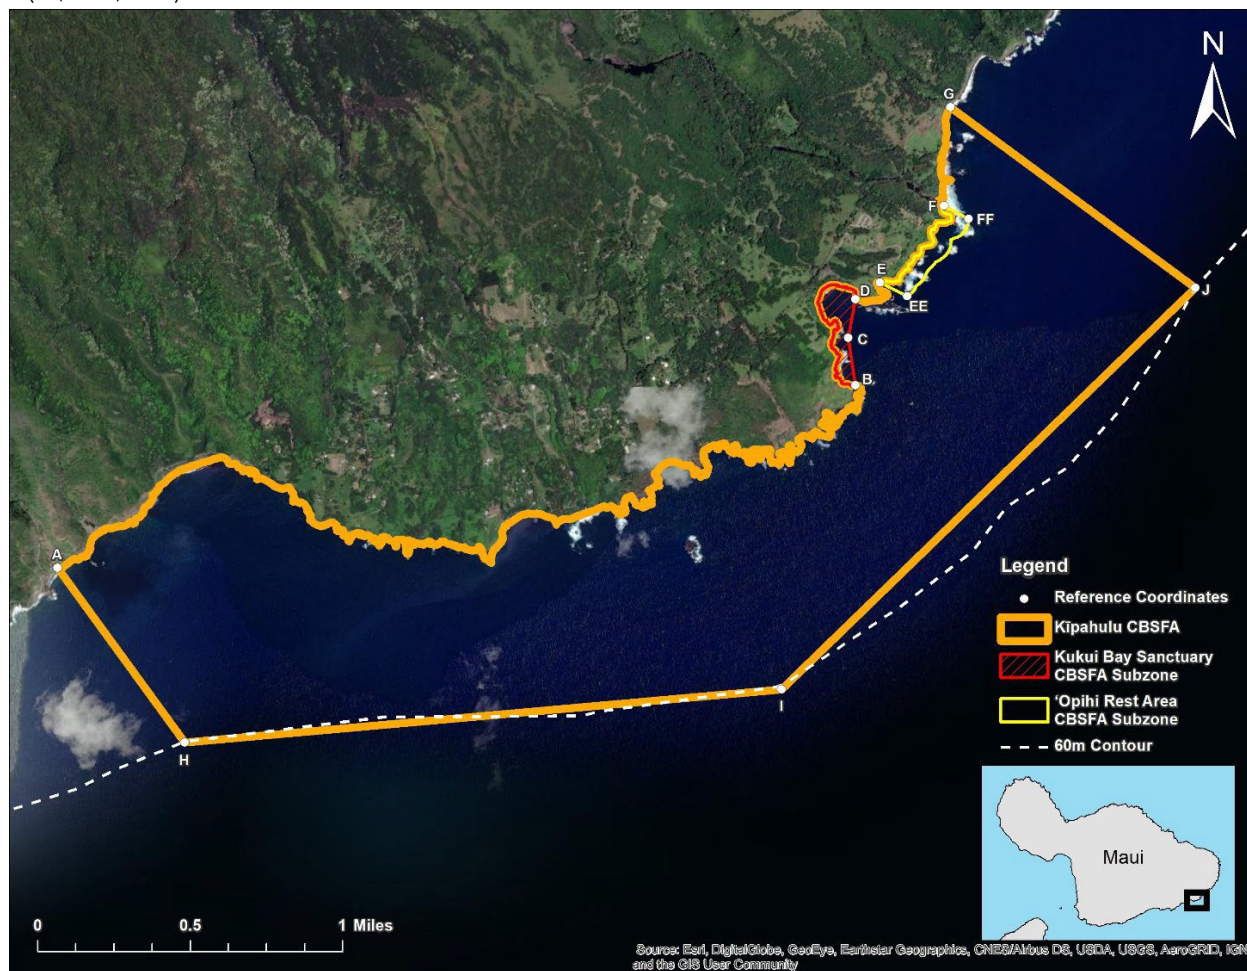 N
G
F
FF
E
D
EE
J
C
B
A
Legend
Reference Coordinates
Kīpahulu CBSFA
Kukui Bay Sanctuary
CBSFA Subzone
ʻOpihi Rest Area
CBSFA Subzone
60m Contour
I
H
Maui
0 0.5 1 Miles
Source: Esri, DigitalGlobe, GeoEye, Earthstar Geographics, CNES/Airbus DS, USDA, USGS, AeroGRID, IGN
and the GIS User Community